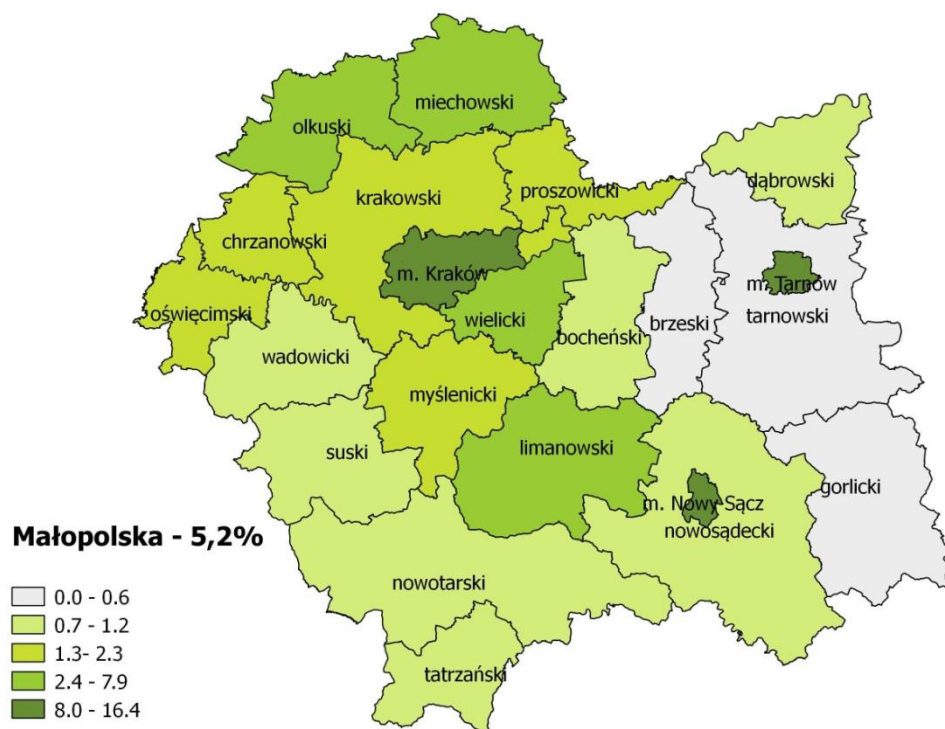 miechowski
olkuski
dąbrowski
proszowicki
krakowski
chrzanowski
m. Kraków
m. Tarnów
oświęcimski
wielicki
tarnowski
brzeski
bocheński
wadowicki
myślenicki
suski
limanowski
gorlicki
m. Nowy-Sącz
nowosądecki
Małopolska - 5,2%
nowotarski
0.0 - 0.6
0.7 - 1.2
1.3- 2.3
tatrzański
2.4 - 7.9
8.0 - 16.4